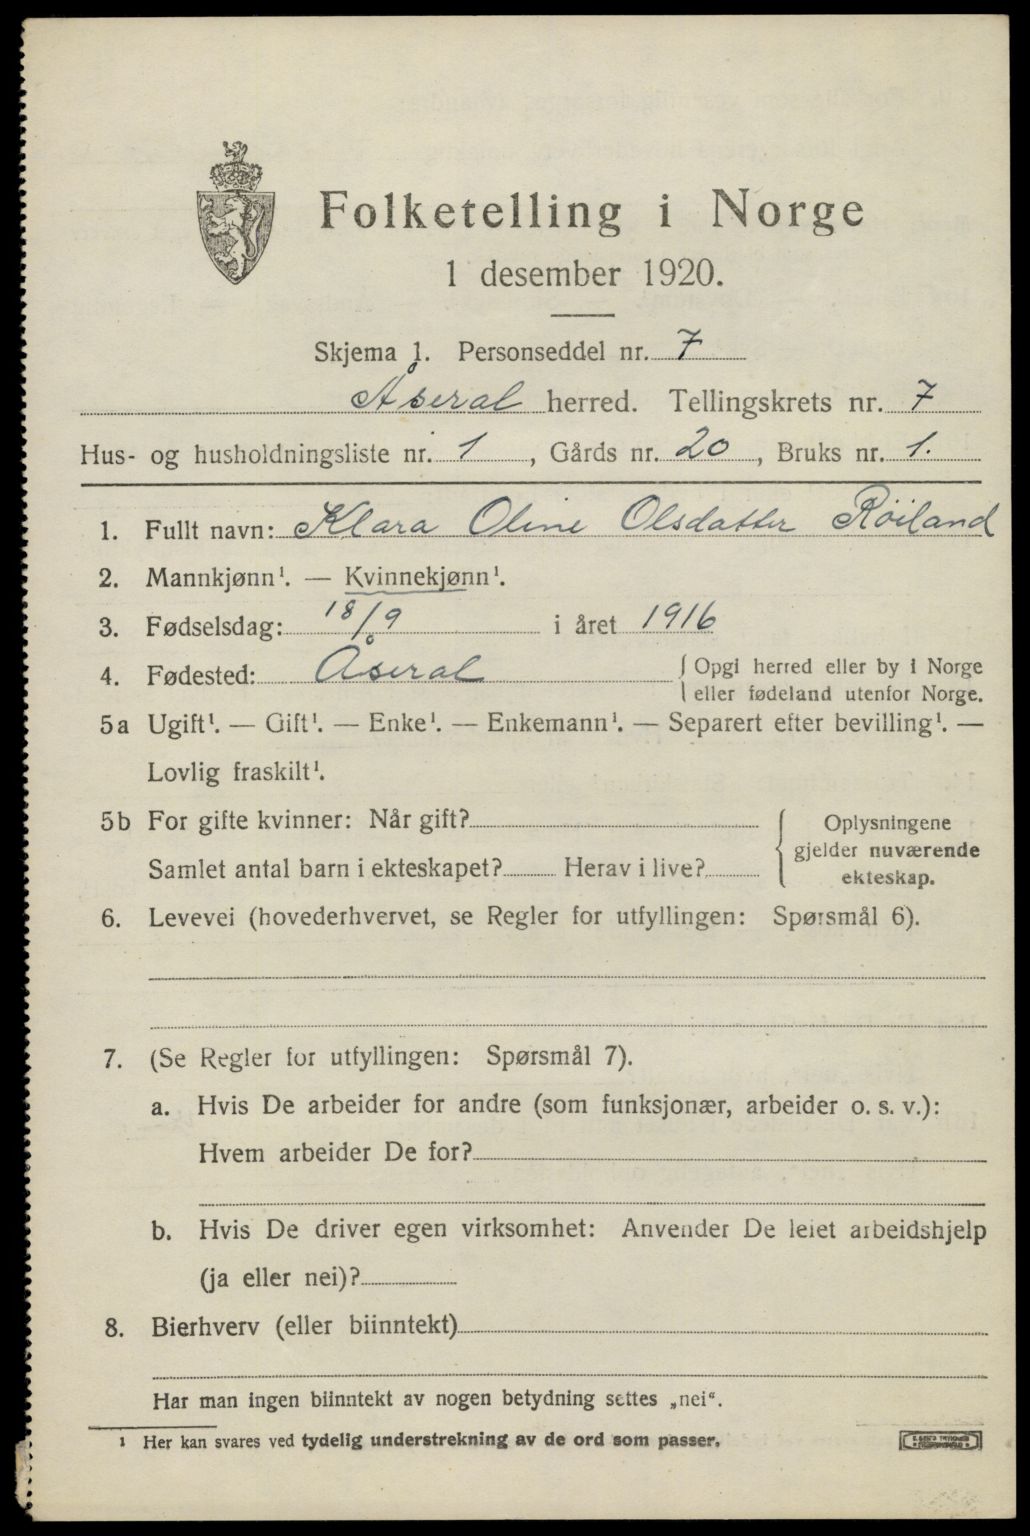 Folketelling i Norge
1 desember 1920.
Skjema 1. Personseddel nr. 7
Åseral herred. Tellingskrets nr. 7
Hus- og husholdningsliste nr. 1, Gårds nr. 20, Bruks nr. 1.
1. Fullt navn: Klara Oline Olsdatter Röiland
2. Mannkjønn¹. — Kvinnekjønn¹.
3. Fødselsdag: 18/9 i året 1916
4. Fødested: Åseral { Opgi herred eller by i Norge
eller fødeland utenfor Norge.
5a Ugift¹. — Gift¹. — Enke¹. — Enkemann¹. — Separert efter bevilling¹. —
Lovlig fraskilt¹.
5b For gifte kvinner: Når gift?
Samlet antal barn i ekteskapet? Herav i live?
{ Oplysningene
gjelder nuværende
ekteskap.
6. Levevei (hovederhvervet, se Regler for utfyllingen: Spørsmål 6).
7. (Se Regler for utfyllingen: Spørsmål 7).
a. Hvis De arbeider for andre (som funksjonær, arbeider o. s. v.):
Hvem arbeider De for?
b. Hvis De driver egen virksomhet: Anvender De leiet arbeidshjelp
(ja eller nei)?
8. Bierhverv (eller biinntekt)
Har man ingen biinntekt av nogen betydning settes „nei“.
¹ Her kan svares ved tydelig understrekning av de ord som passer.